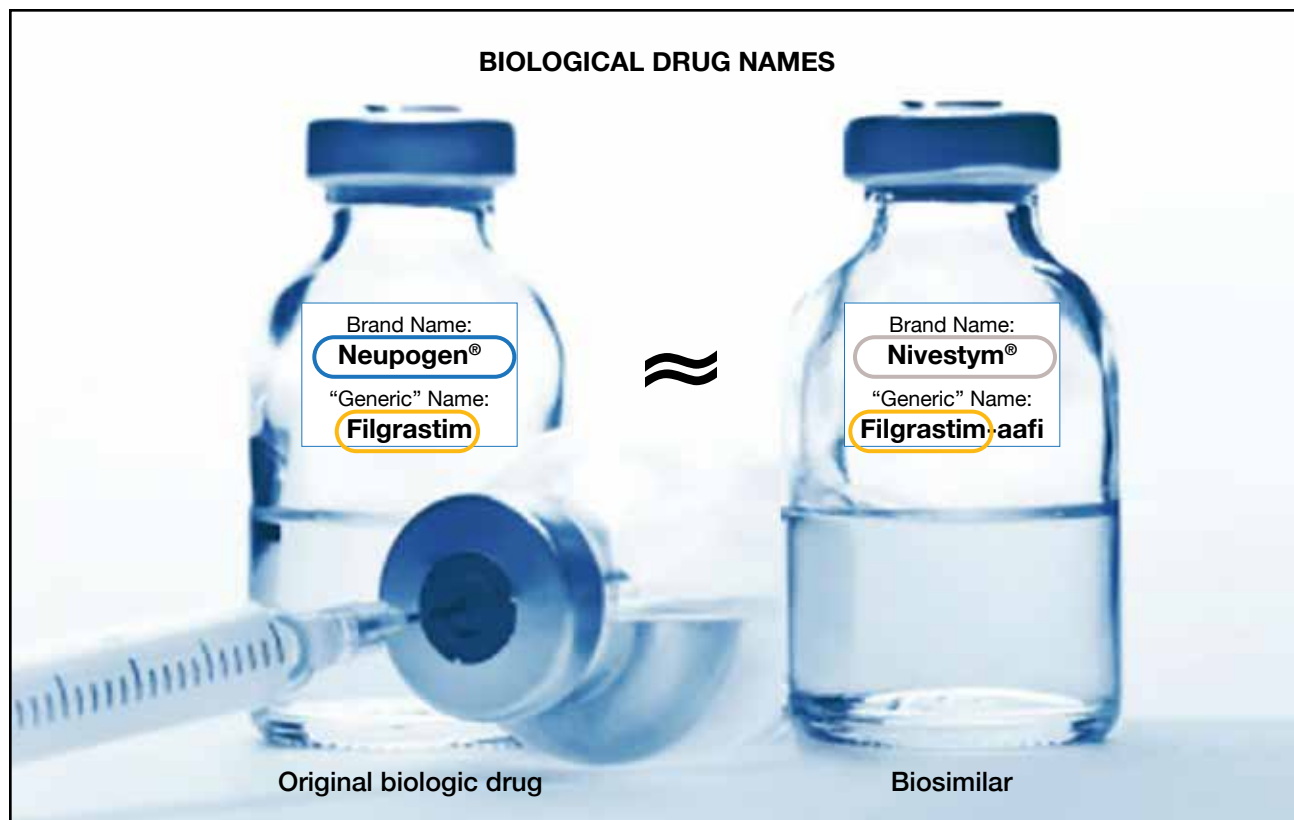 BIOLOGICAL DRUG NAMES
Brand Name:
Neupogen®
“Generic” Name:
Filgrastim
≈
Brand Name:
Nivestym®
“Generic” Name:
Filgrastim-aafi
Original biologic drug
Biosimilar